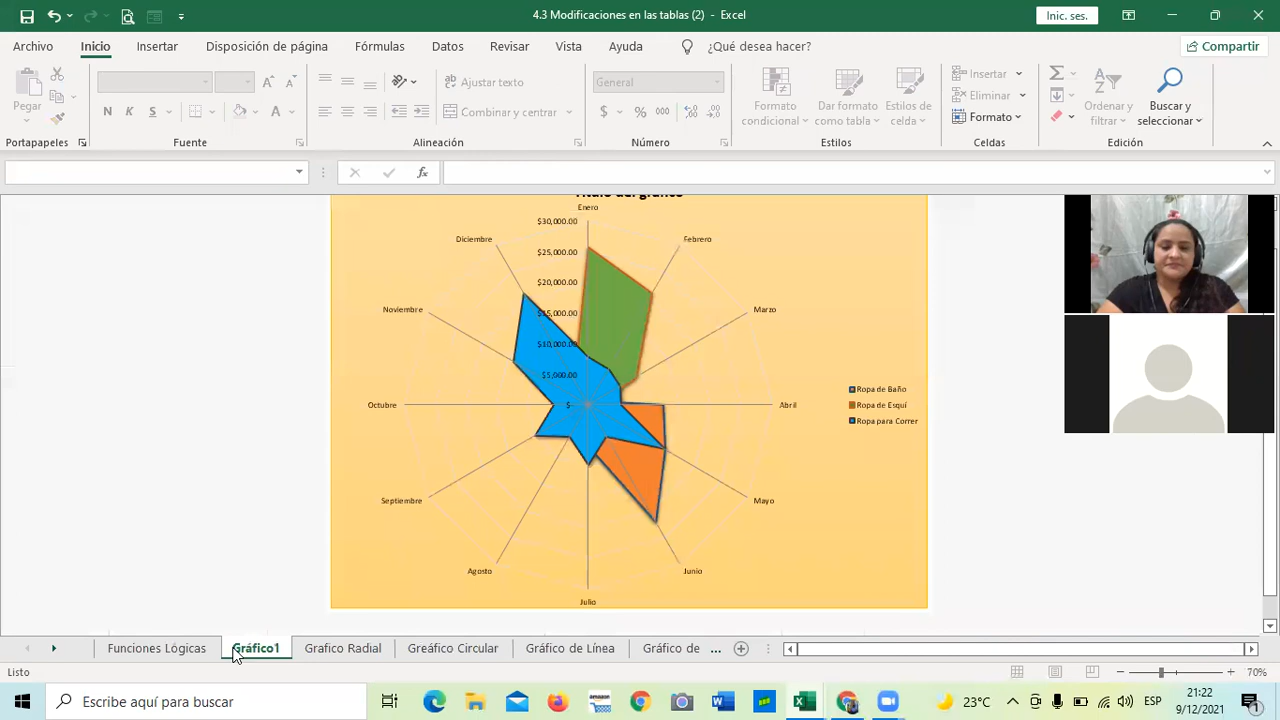 4.3 Modificaciones en las tablas (2) - Excel
Inic. ses.
Archivo Inicio Insertar Disposición de página Fórmulas Datos Revisar Vista Ayuda ¿Qué desea hacer? Compartir
Pegar
N K S
A A
Ajustar texto
Combinar y centrar
General
$ % 000
Formato condicional
Dar formato como tabla
Estilos de celda
Insertar
Eliminar
Formato
Ordenar y filtrar
Buscar y seleccionar
Portapapeles Fuente Alineación Número Estilos Celdas Edición
fx
Título del gráfico
Enero
$30,000.00
Diciembre
Febrero
$25,000.00
$20,000.00
Noviembre
$15,000.00
Marzo
$10,000.00
$5,000.00
Ropa de Baño
Octubre
$-
Abril
Ropa de Esquí
Ropa para Correr
Septiembre
Mayo
Agosto
Junio
Julio
Funciones Lógicas Gráfico1 Grafico Radial Greáfico Circular Gráfico de Línea Gráfico de ...
Listo
70%
Escribe aquí para buscar
23°C
ESP
21:22
9/12/2021